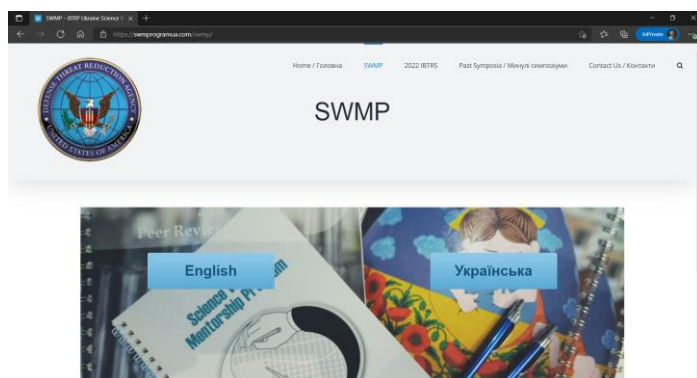 SWMP – BTRP Ukraine Science
https://swmprogramua.com/swmp/
InPrivate
DEFENSE THREAT REDUCTION AGENCY
UNITED STATES OF AMERICA
Home / Головна SWMP 2022 IBTRS Past Symposia / Минулі симпозіуми Contact Us / Контакти
SWMP
Peer Review
English
Українська
Science
Mentorship Program